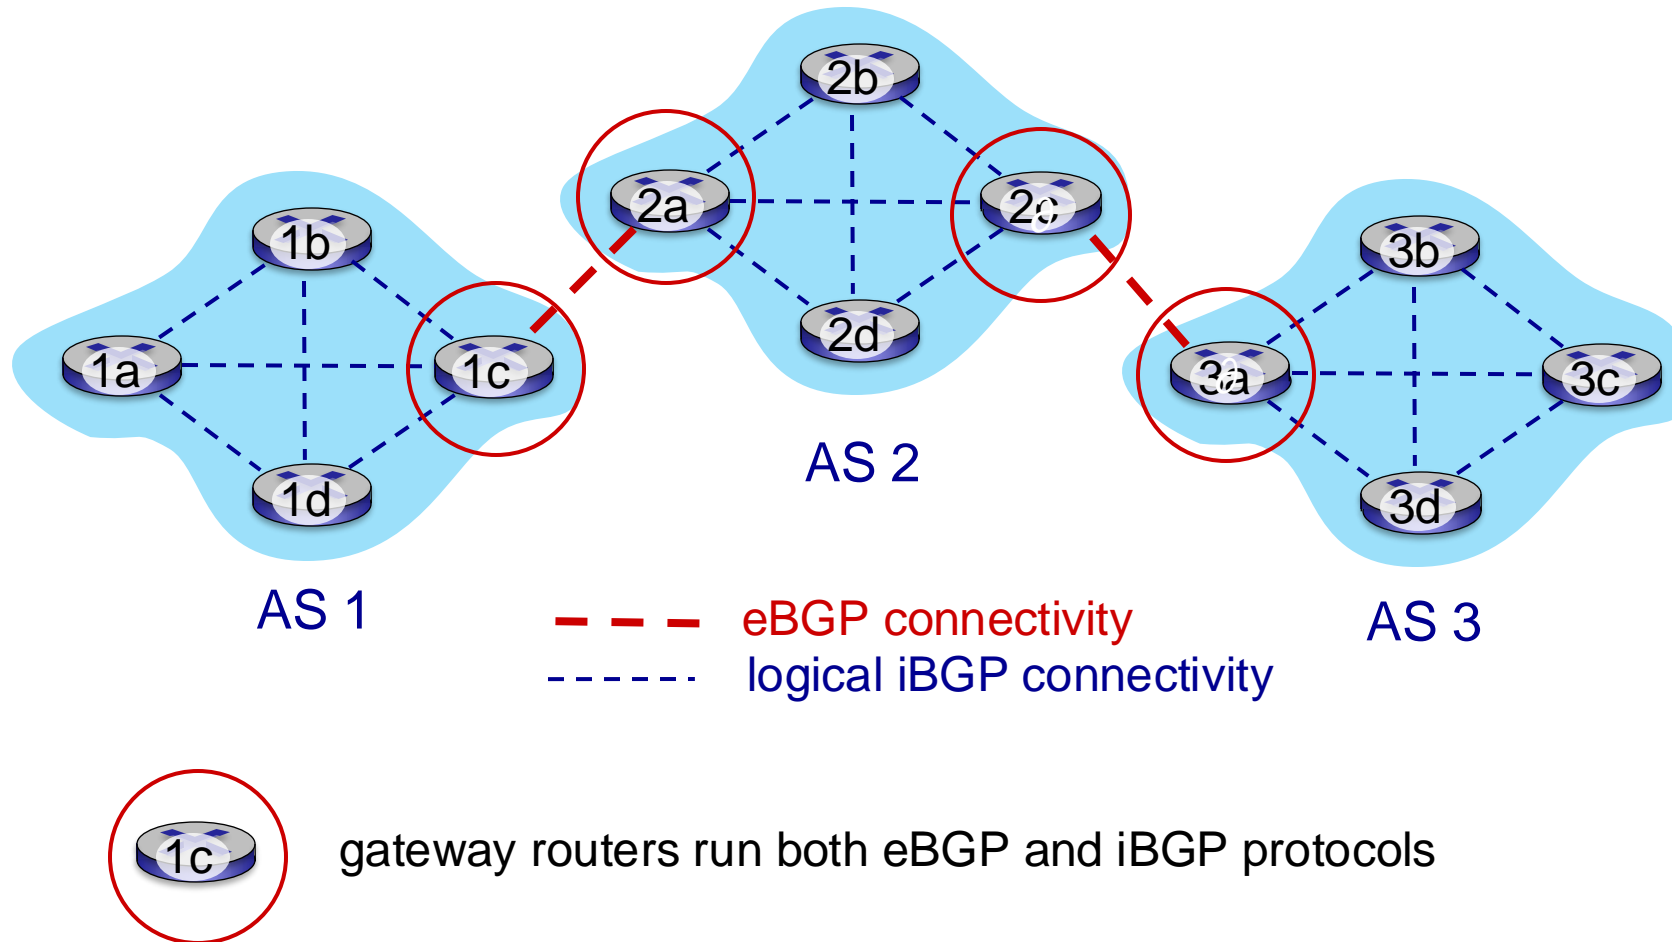 2b
2a
2c
1b
3b
2d
1a
1c
3a
3c
AS 2
1d
3d
AS 1
eBGP connectivity
AS 3
logical iBGP connectivity
1c
gateway routers run both eBGP and iBGP protocols